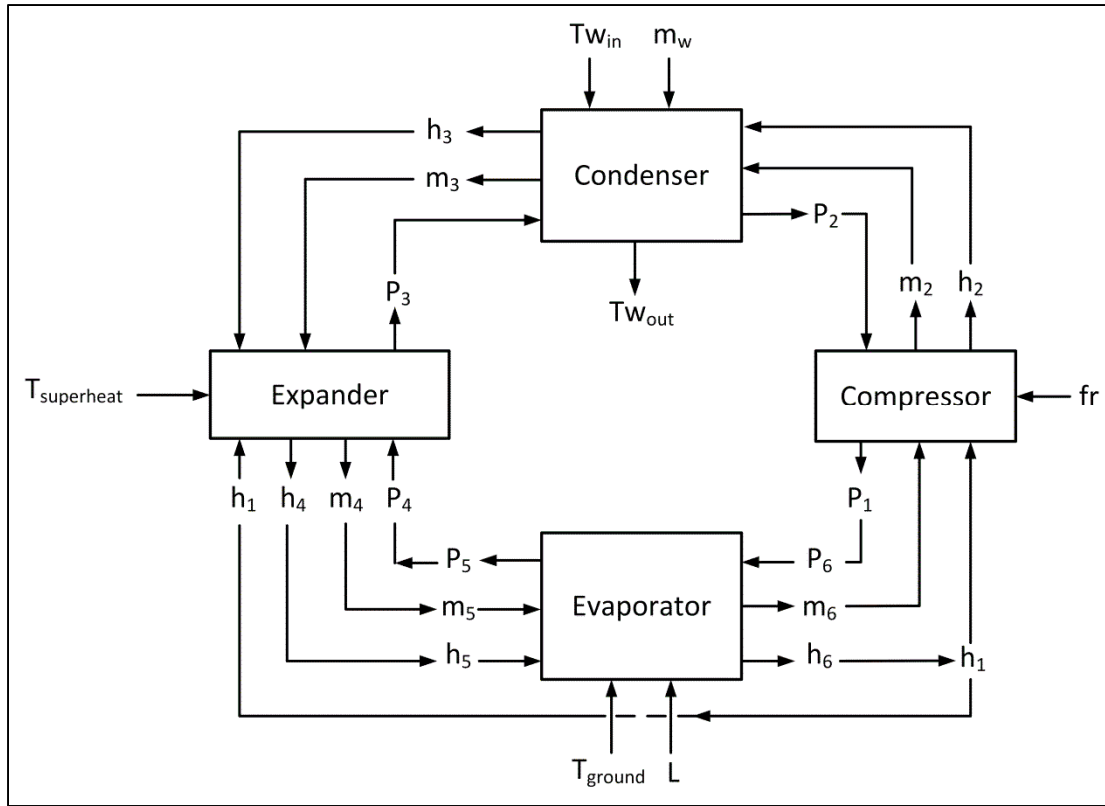 Tw_in m_w
h_3
m_3 Condenser
P_2
P_3 m_2 h_2
Tw_out
T_superheat Expander Compressor fr
h_1 h_4 m_4 P_4 P_1
P_5 P_6
m_5 Evaporator m_6
h_5 h_6 h_1
T_ground L